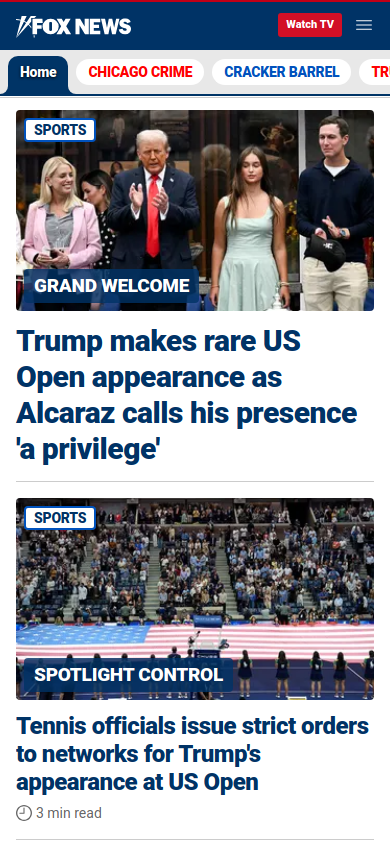 FOX NEWS
Watch TV
Home
CHICAGO CRIME
CRACKER BARREL
TR
SPORTS
GRAND WELCOME
Trump makes rare US
Open appearance as
Alcaraz calls his presence
'a privilege'
SPORTS
SPOTLIGHT CONTROL
Tennis officials issue strict orders
to networks for Trump's
appearance at US Open
3 min read